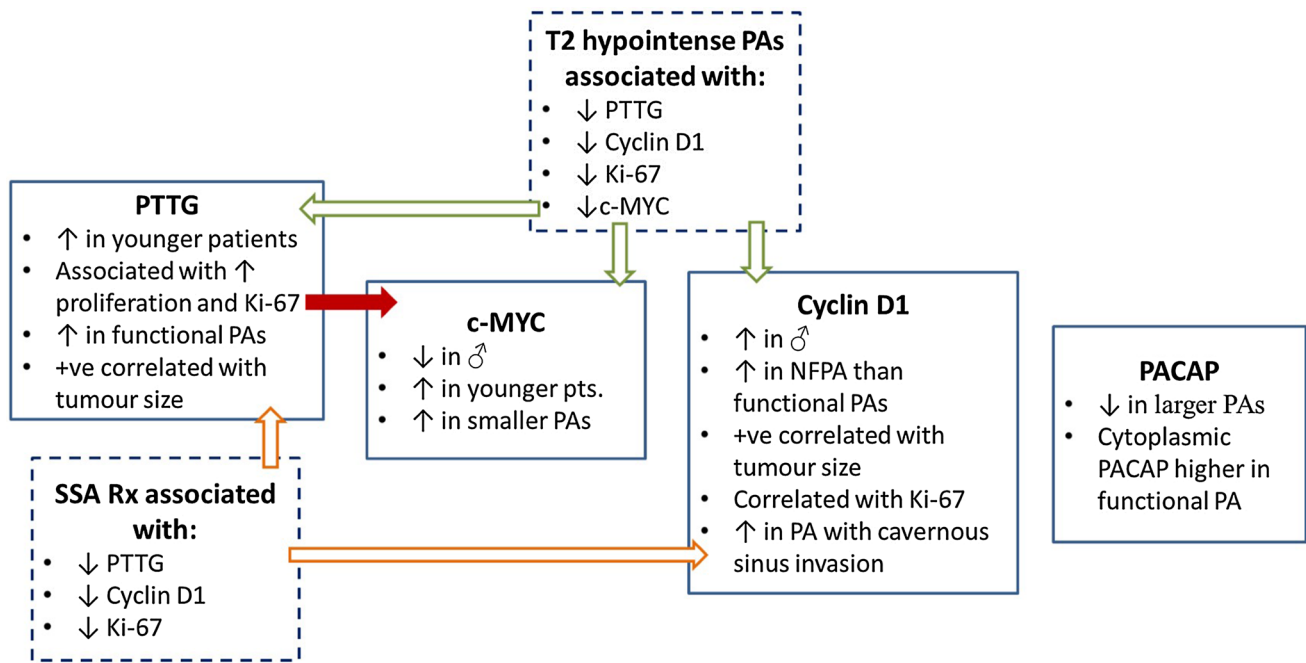 T2 hypointense PAs
associated with:
• ↓ PTTG
• ↓ Cyclin D1
• ↓ Ki-67
• ↓c-MYC
PTTG
• ↑ in younger patients
• Associated with ↑
proliferation and Ki-67
• ↑ in functional PAs
• +ve correlated with
tumour size
c-MYC
• ↓ in ♂
• ↑ in younger pts.
• ↑ in smaller PAs
Cyclin D1
• ↑ in ♂
• ↑ in NFPA than
functional PAs
• +ve correlated with
tumour size
• Correlated with Ki-67
• ↑ in PA with cavernous
sinus invasion
PACAP
• ↓ in larger PAs
• Cytoplasmic
PACAP higher in
functional PA
SSA Rx associated
with:
• ↓ PTTG
• ↓ Cyclin D1
• ↓ Ki-67